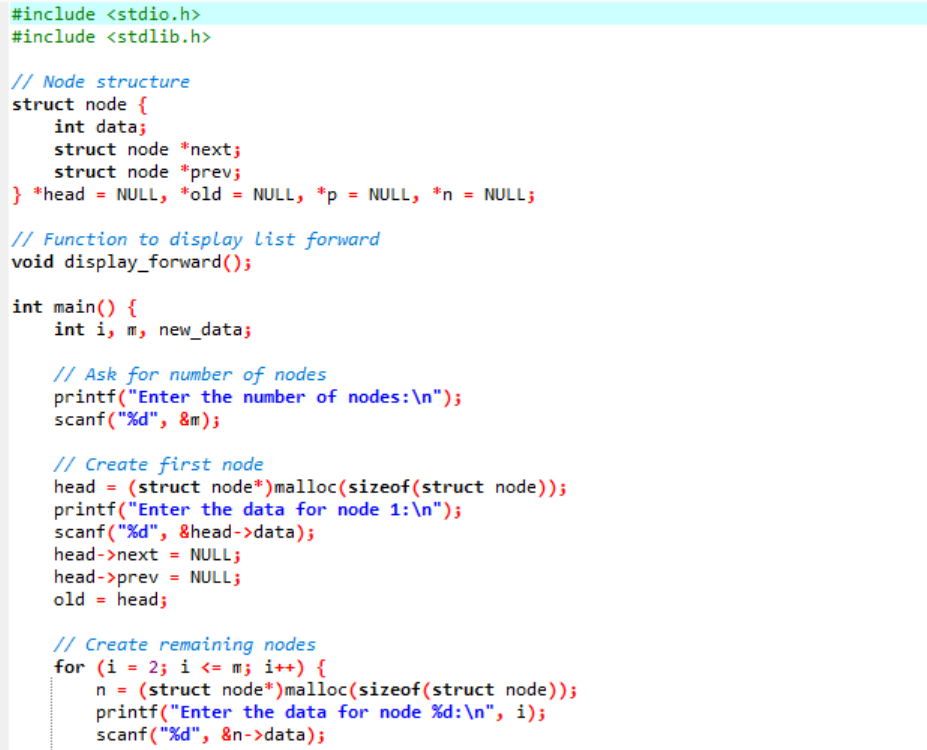 #include <stdio.h>
#include <stdlib.h>
// Node structure
struct node {
int data;
struct node *next;
struct node *prev;
} *head = NULL, *old = NULL, *p = NULL, *n = NULL;
// Function to display list forward
void display_forward();
int main() {
int i, m, new_data;
// Ask for number of nodes
printf("Enter the number of nodes:\n");
scanf("%d", &m);
// Create first node
head = (struct node*)malloc(sizeof(struct node));
printf("Enter the data for node 1:\n");
scanf("%d", &head->data);
head->next = NULL;
head->prev = NULL;
old = head;
// Create remaining nodes
for (i = 2; i <= m; i++) {
n = (struct node*)malloc(sizeof(struct node));
printf("Enter the data for node %d:\n", i);
scanf("%d", &n->data);